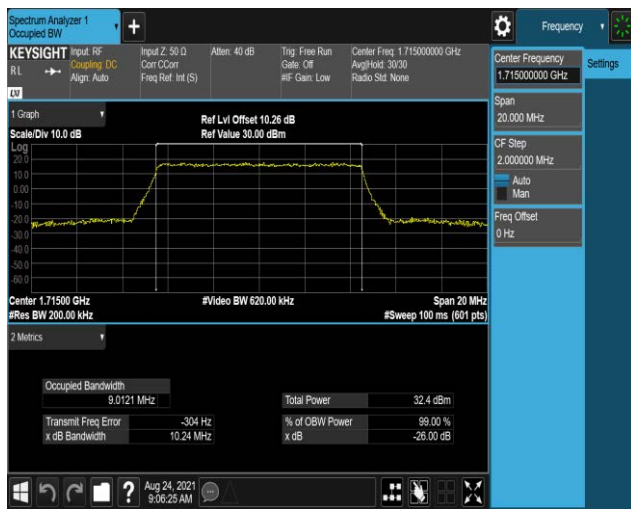 Spectrum Analyzer 1
Occupied BW
+
Frequency
KEYSIGHT
RL
LXI
Input: RF
Coupling: DC
Align: Auto
Input Z: 50 Ω
Corr CCorr
Freq Ref: Int (S)
Atten: 40 dB
Trig: Free Run
Gate: Off
#IF Gain: Low
Center Freq: 1.715000000 GHz
Avg|Hold: 30/30
Radio Std: None
Center Frequency
1.715000000 GHz
Settings
Span
20.000 MHz
CF Step
2.000000 MHz
Auto
Man
Freq Offset
0 Hz
1 Graph
Scale/Div 10.0 dB
Ref Lvl Offset 10.26 dB
Ref Value 30.00 dBm
Log
20.0
10.0
0.00
-10.0
-20.0
-30.0
-40.0
-50.0
-60.0
Center 1.71500 GHz
#Video BW 620.00 kHz
Span 20 MHz
#Res BW 200.00 kHz
#Sweep 100 ms (601 pts)
2 Metrics
Occupied Bandwidth
9.0121 MHz
Total Power 32.4 dBm
Transmit Freq Error -304 Hz
% of OBW Power 99.00 %
x dB Bandwidth 10.24 MHz
x dB -26.00 dB
?
Aug 24, 2021
9:06:25 AM